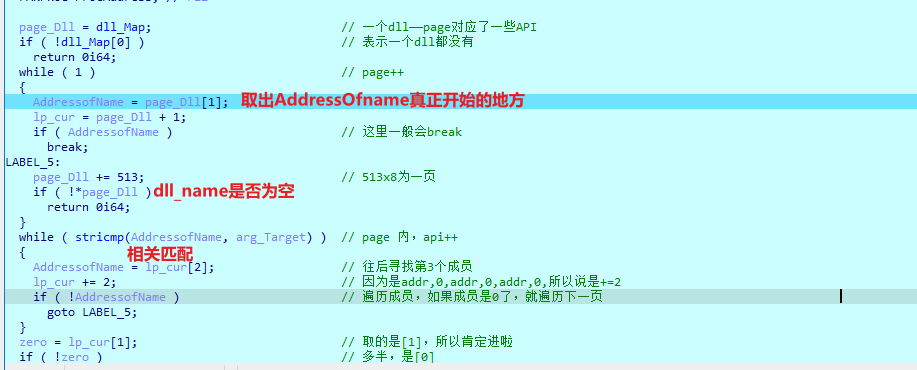 page_Dll = dll_Map; // 一个dll——page对应了一些API
if ( !dll_Map[0] ) // 表示一个dll都没有
return 0i64;
while ( 1 ) // page++
{
AddressofName = page_Dll[1]; 取出AddressOfname真正开始的地方
lp_cur = page_Dll + 1;
if ( AddressofName ) // 这里一般会break
break;
LABEL_5:
page_Dll += 513; // 513x8为一页
if ( !*page_Dll ) dll_name是否为空
return 0i64;
}
while ( stricmp(AddressofName, arg_Target) ) // page 内，api++
{ 相关匹配
AddressofName = lp_cur[2]; // 往后寻找第3个成员
lp_cur += 2; // 因为是addr,0,addr,0,addr,0,所以说是+=2
if ( !AddressofName ) // 遍历成员，如果成员是0了，就遍历下一页
goto LABEL_5;
}
zero = lp_cur[1]; // 取的是[1]，所以肯定进啦
if ( !zero ) // 多半，是[0]